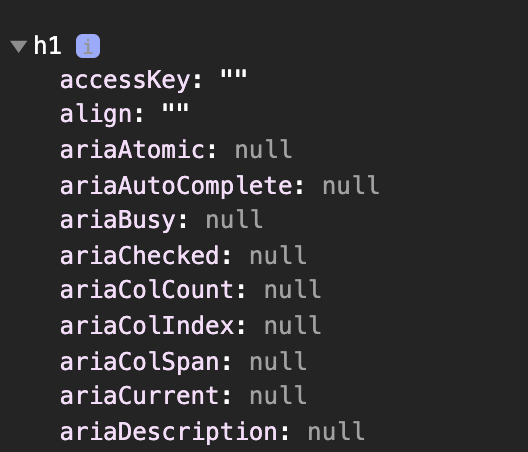 h1 i
accessKey: ""
align: ""
ariaAtomic: null
ariaAutoComplete: null
ariaBusy: null
ariaChecked: null
ariaColCount: null
ariaColIndex: null
ariaColSpan: null
ariaCurrent: null
ariaDescription: null